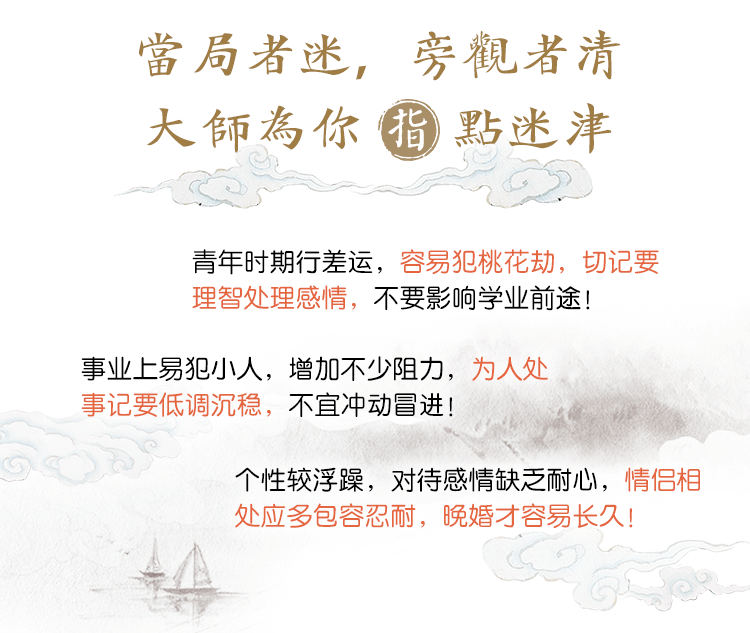 當局者迷，旁觀者清
大師為你指點迷津
青年时期行差运，容易犯桃花劫，切记要
理智处理感情，不要影响学业前途！
事业上易犯小人，增加不少阻力，为人处
事记要低调沉稳，不宜冲动冒进！
个性较浮躁，对待感情缺乏耐心，情侣相
处应多包容忍耐，晚婚才容易长久！